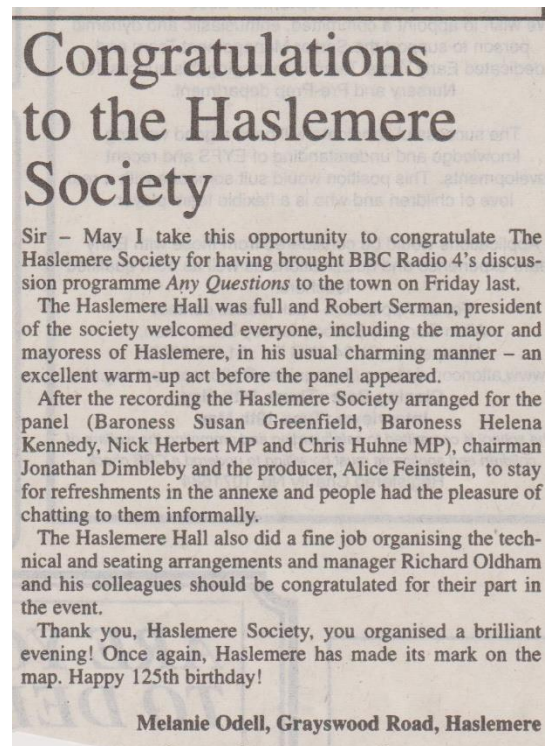 Congratulations
to the Haslemere
Society
Sir – May I take this opportunity to congratulate The
Haslemere Society for having brought BBC Radio 4's discus-
sion programme Any Questions to the town on Friday last.
The Haslemere Hall was full and Robert Serman, president
of the society welcomed everyone, including the mayor and
mayoress of Haslemere, in his usual charming manner – an
excellent warm-up act before the panel appeared.
After the recording the Haslemere Society arranged for the
panel (Baroness Susan Greenfield, Baroness Helena
Kennedy, Nick Herbert MP and Chris Hulme MP), chairman
Jonathan Dimbleby and the producer, Alice Feinstein, to stay
for refreshments in the annexe and people had the pleasure of
chatting to them informally.
The Haslemere Hall also did a fine job organising the tech-
nical and seating arrangements and manager Richard Oldham
and his colleagues should be congratulated for their part in
the event.
Thank you, Haslemere Society, you organised a brilliant
evening! Once again, Haslemere has made its mark on the
map. Happy 125th birthday!
Melanie Odell, Grayswood Road, Haslemere